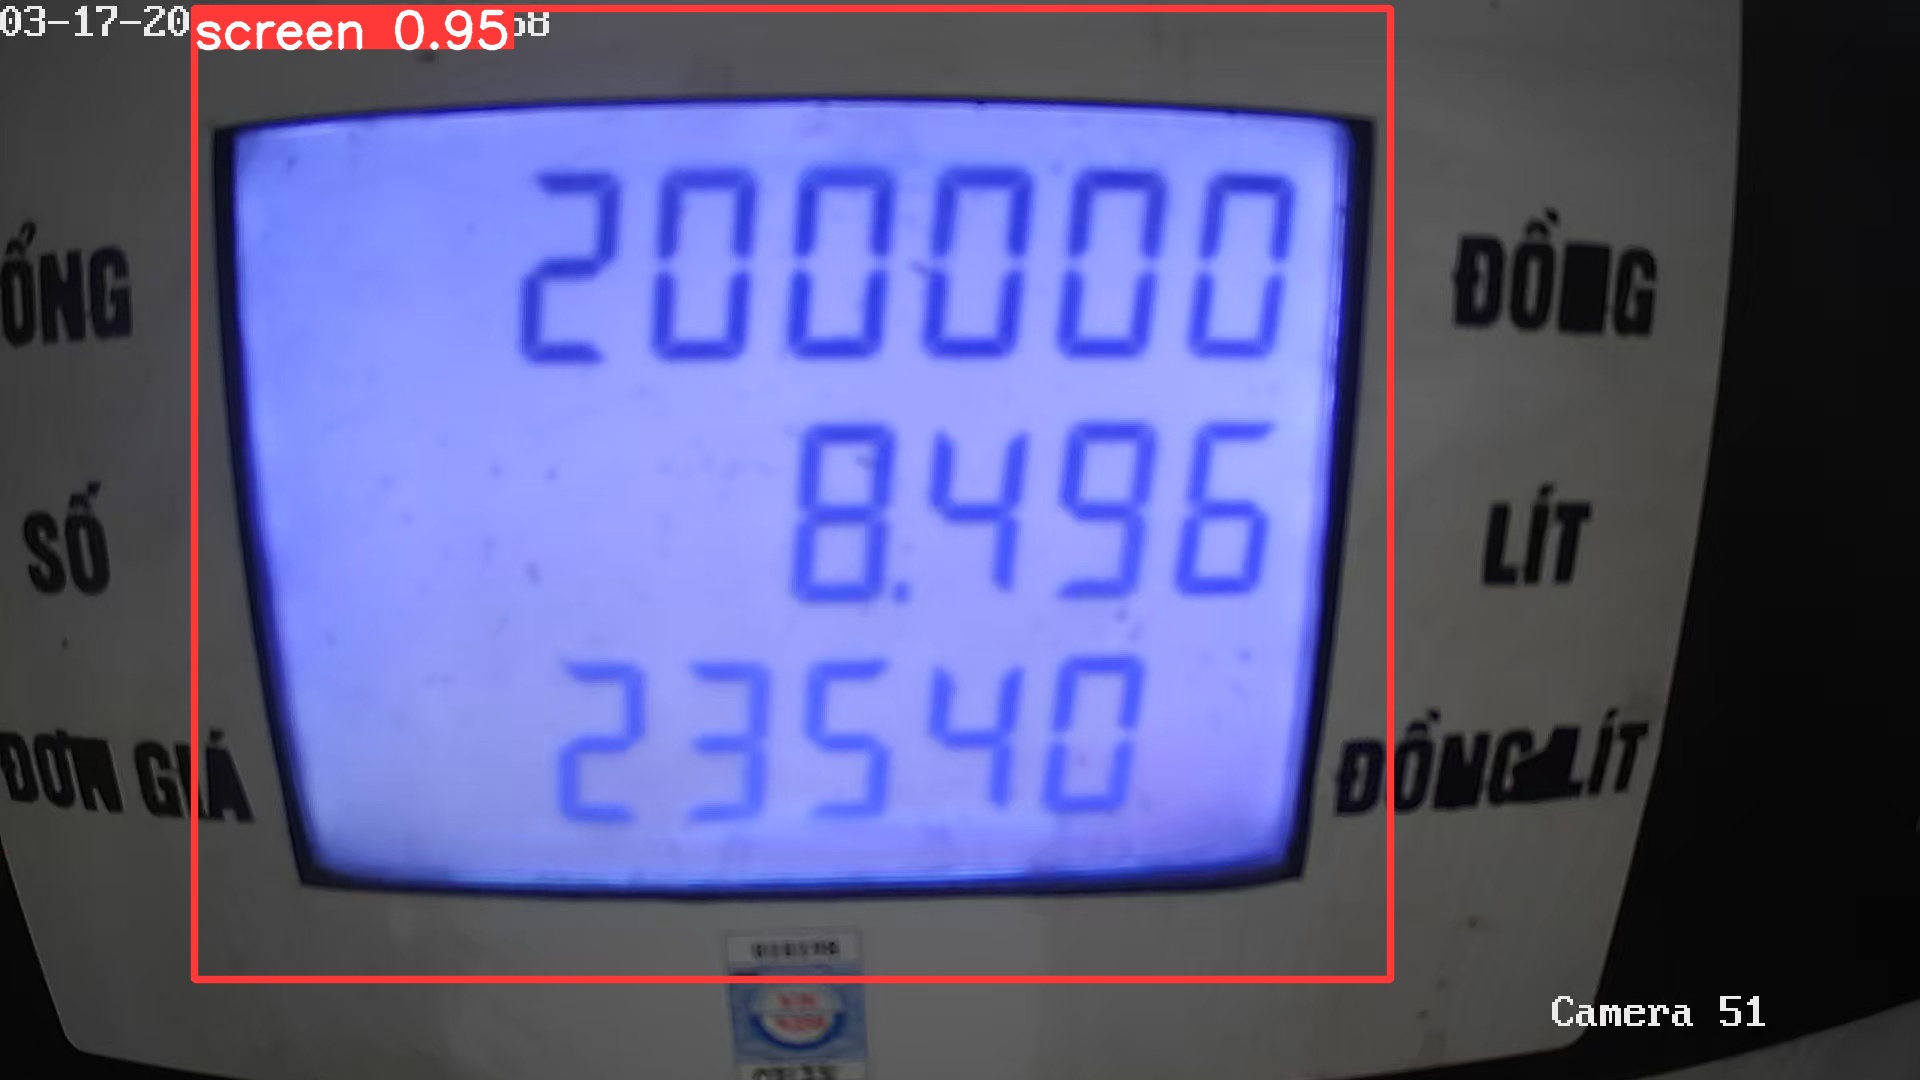 03-17-20
screen 0.95
58
200000
ỔNG
ĐỒNG
8.496
SỐ
LÍT
23540
ĐƠN GIÁ
ĐỒNG/LÍT
Camera 51